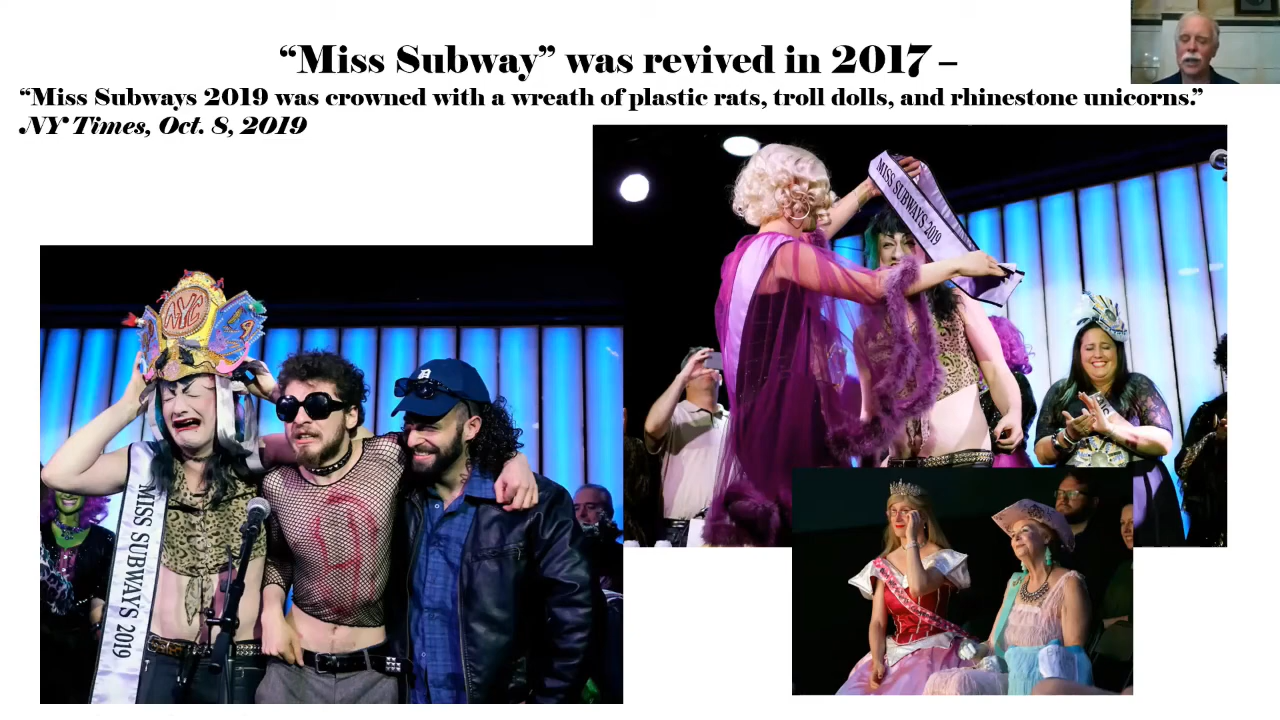 “Miss Subway” was revived in 2017 –
“Miss Subways 2019 was crowned with a wreath of plastic rats, troll dolls, and rhinestone unicorns.”
NY Times, Oct. 8, 2019
MISS SUBWAYS 2019
NYC
MISS SUBWAYS 2019